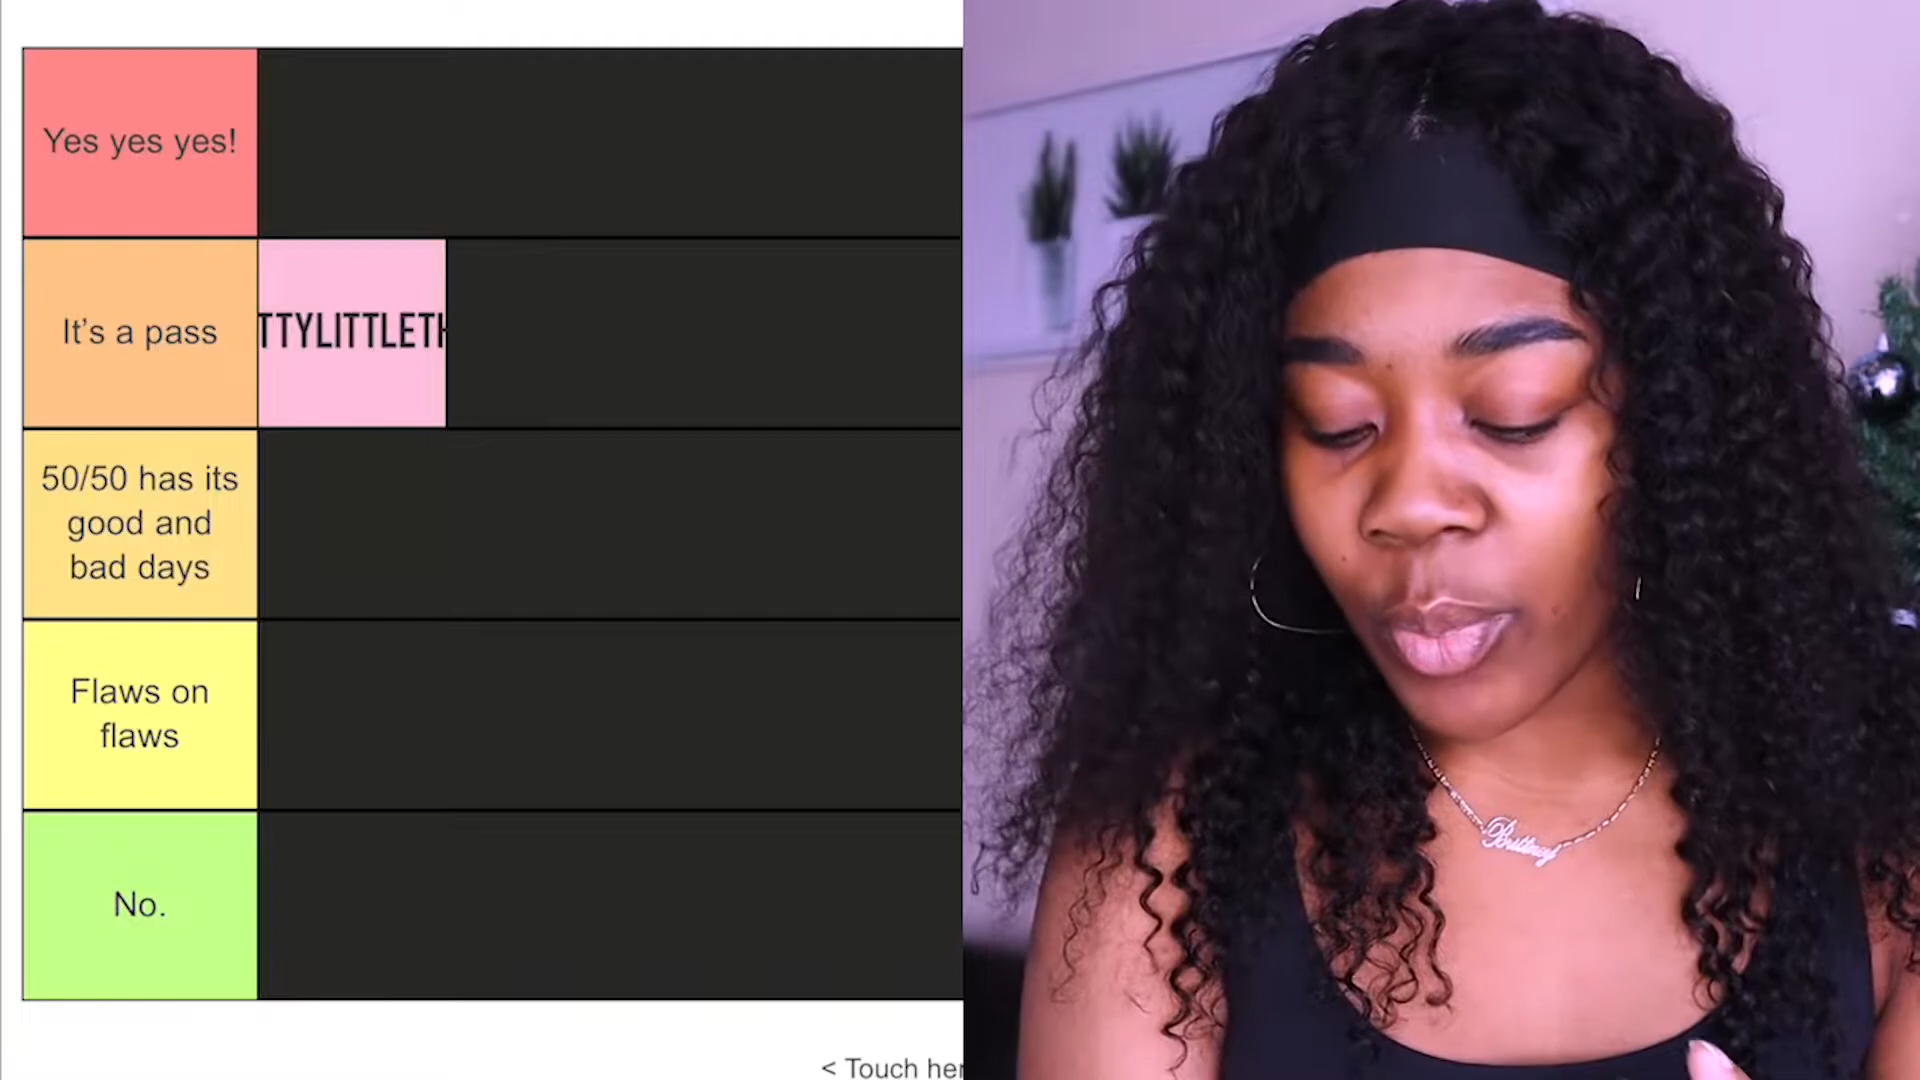 Yes yes yes!
It's a pass
TTYLITTLETH
50/50 has its
good and
bad days
Flaws on
flaws
No.
< Touch her
Brittney